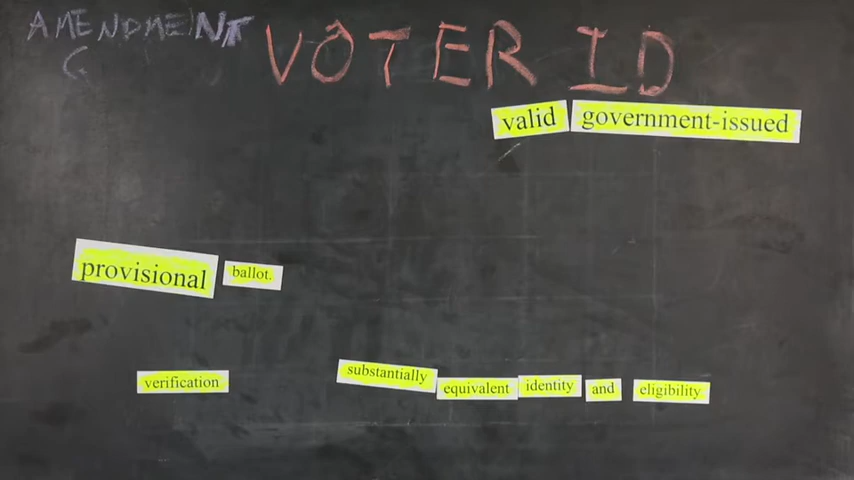 AMENDMENT
VOTER ID
valid government-issued
provisional ballot.
verification substantially equivalent identity and eligibility